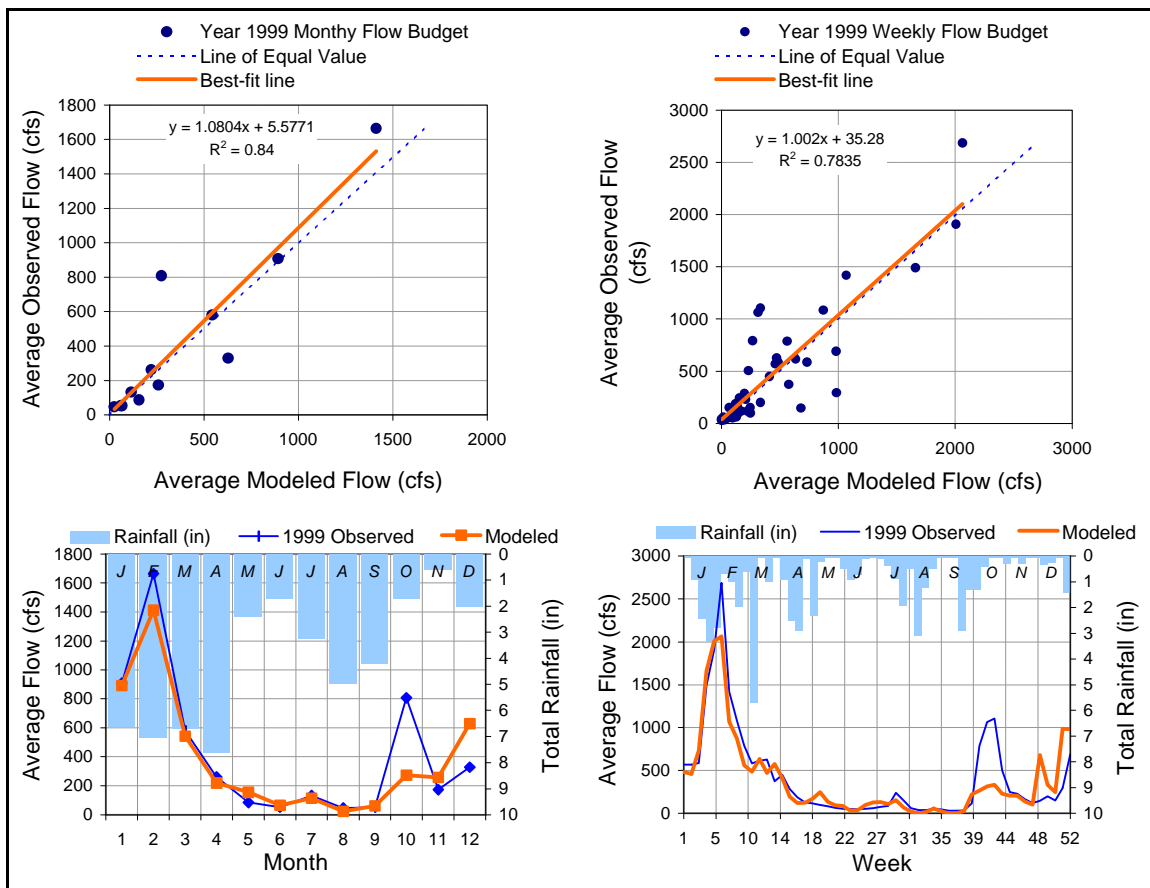 Year 1999 Monthy Flow Budget
Line of Equal Value
Best-fit line
1800
1600
1400
1200
1000
800
600
400
200
0
y = 1.0804x + 5.5771
R² = 0.84
0 500 1000 1500 2000
Average Observed Flow (cfs)
Average Modeled Flow (cfs)
Year 1999 Weekly Flow Budget
Line of Equal Value
Best-fit line
3000
2500
2000
1500
1000
500
0
y = 1.002x + 35.28
R² = 0.7835
0 1000 2000 3000
Average Observed Flow
(cfs)
Average Modeled Flow (cfs)
Rainfall (in) 1999 Observed Modeled
1800
1600
1400
1200
1000
800
600
400
200
0
J F M A M J J A S O N D
0
1
2
3
4
5
6
7
8
9
10
1 2 3 4 5 6 7 8 9 10 11 12
Average Flow (cfs)
Total Rainfall (in)
Month
Rainfall (in) 1999 Observed Modeled
3000
2500
2000
1500
1000
500
0
J F M A M J J A S O N D
0
1
2
3
4
5
6
7
8
9
10
1 5 9 13 18 22 27 31 35 39 44 48 52
Average Flow (cfs)
Total Rainfall (in)
Week